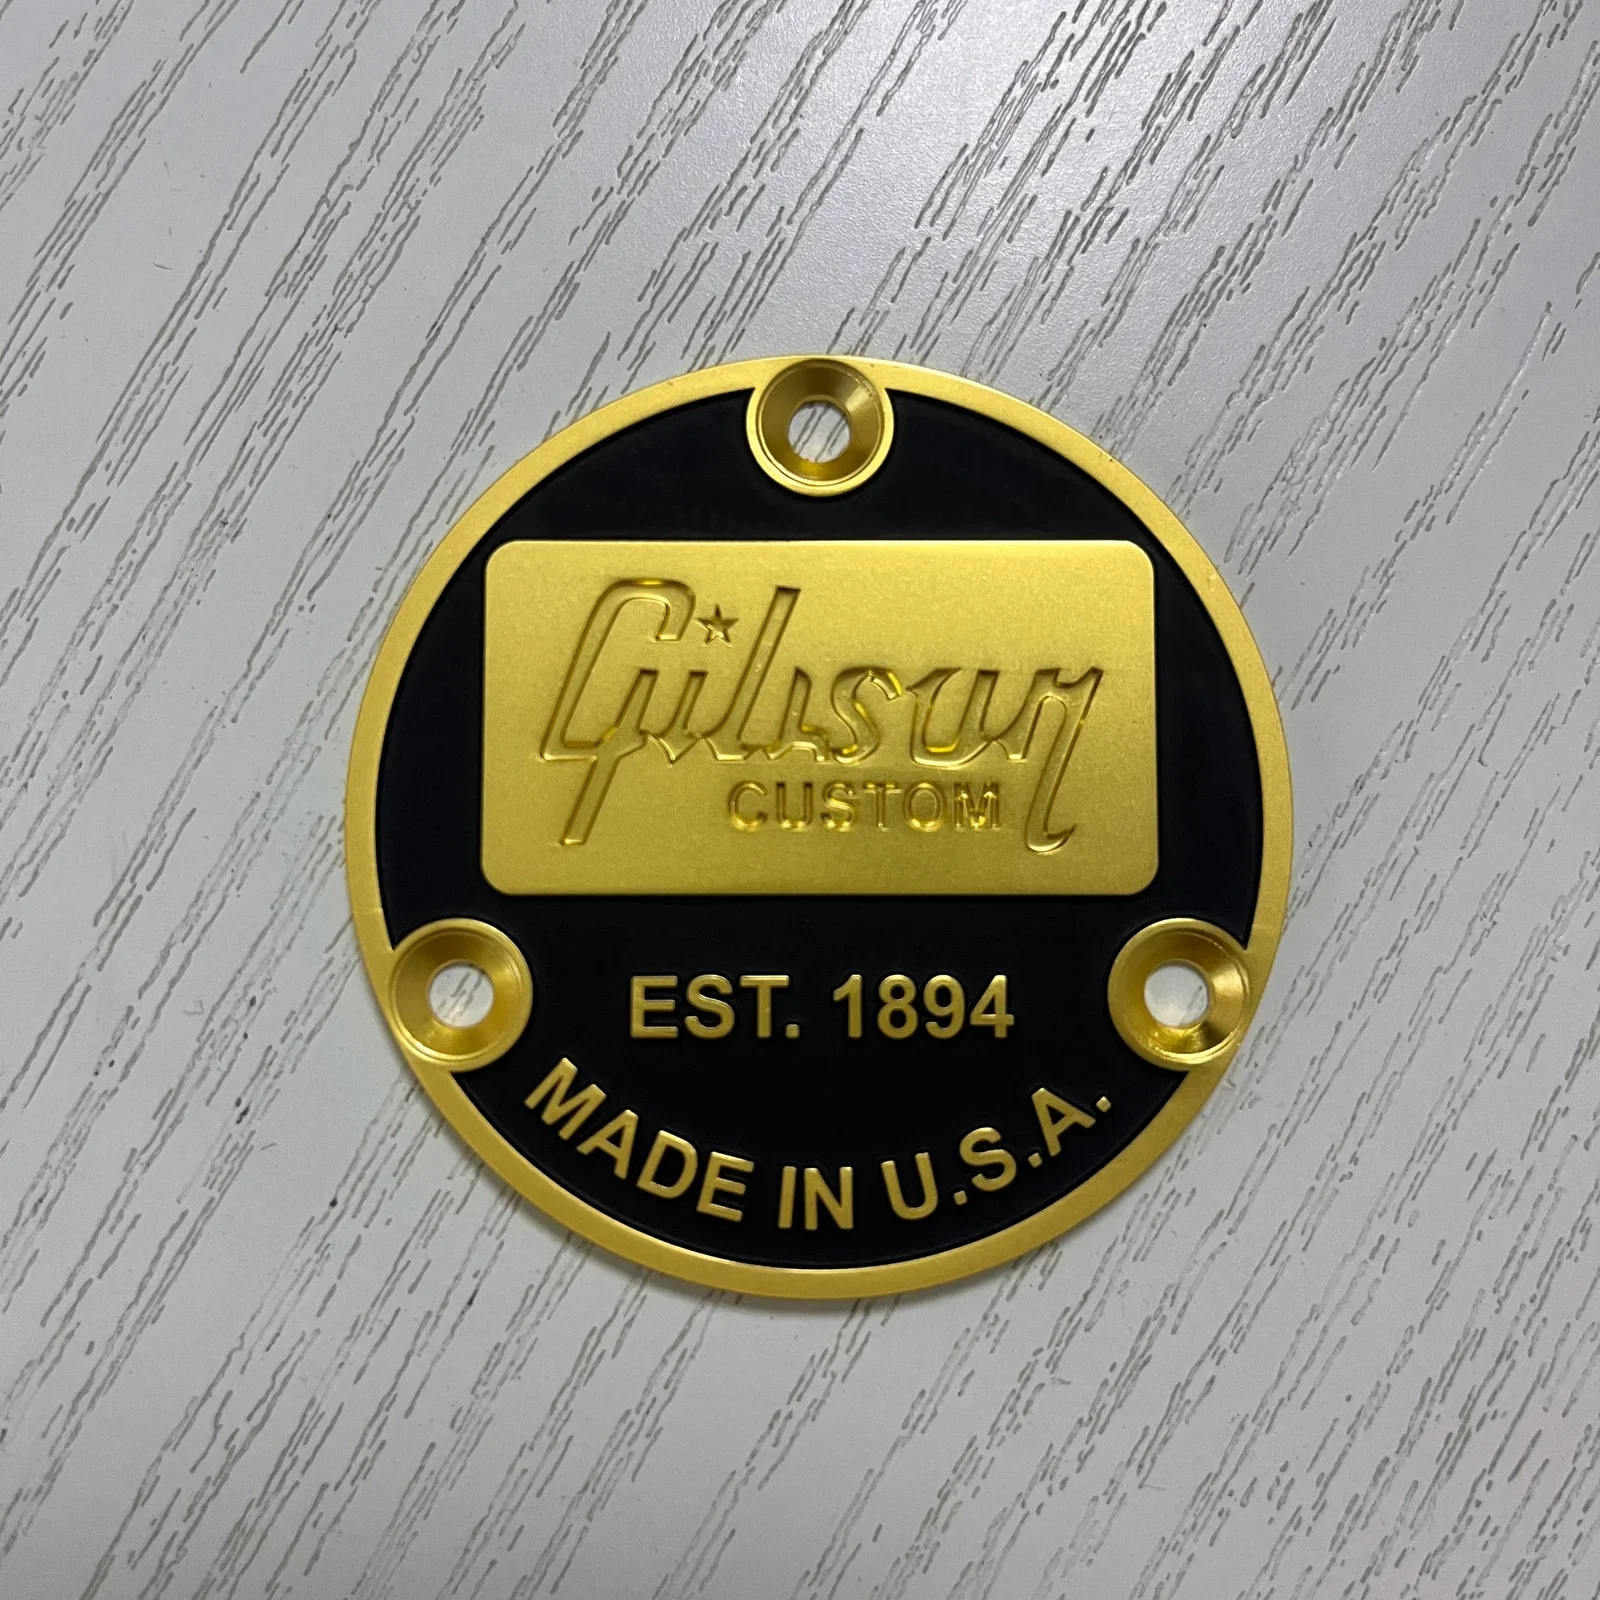 Gibson
CUSTOM
EST. 1894
MADE IN U.S.A.